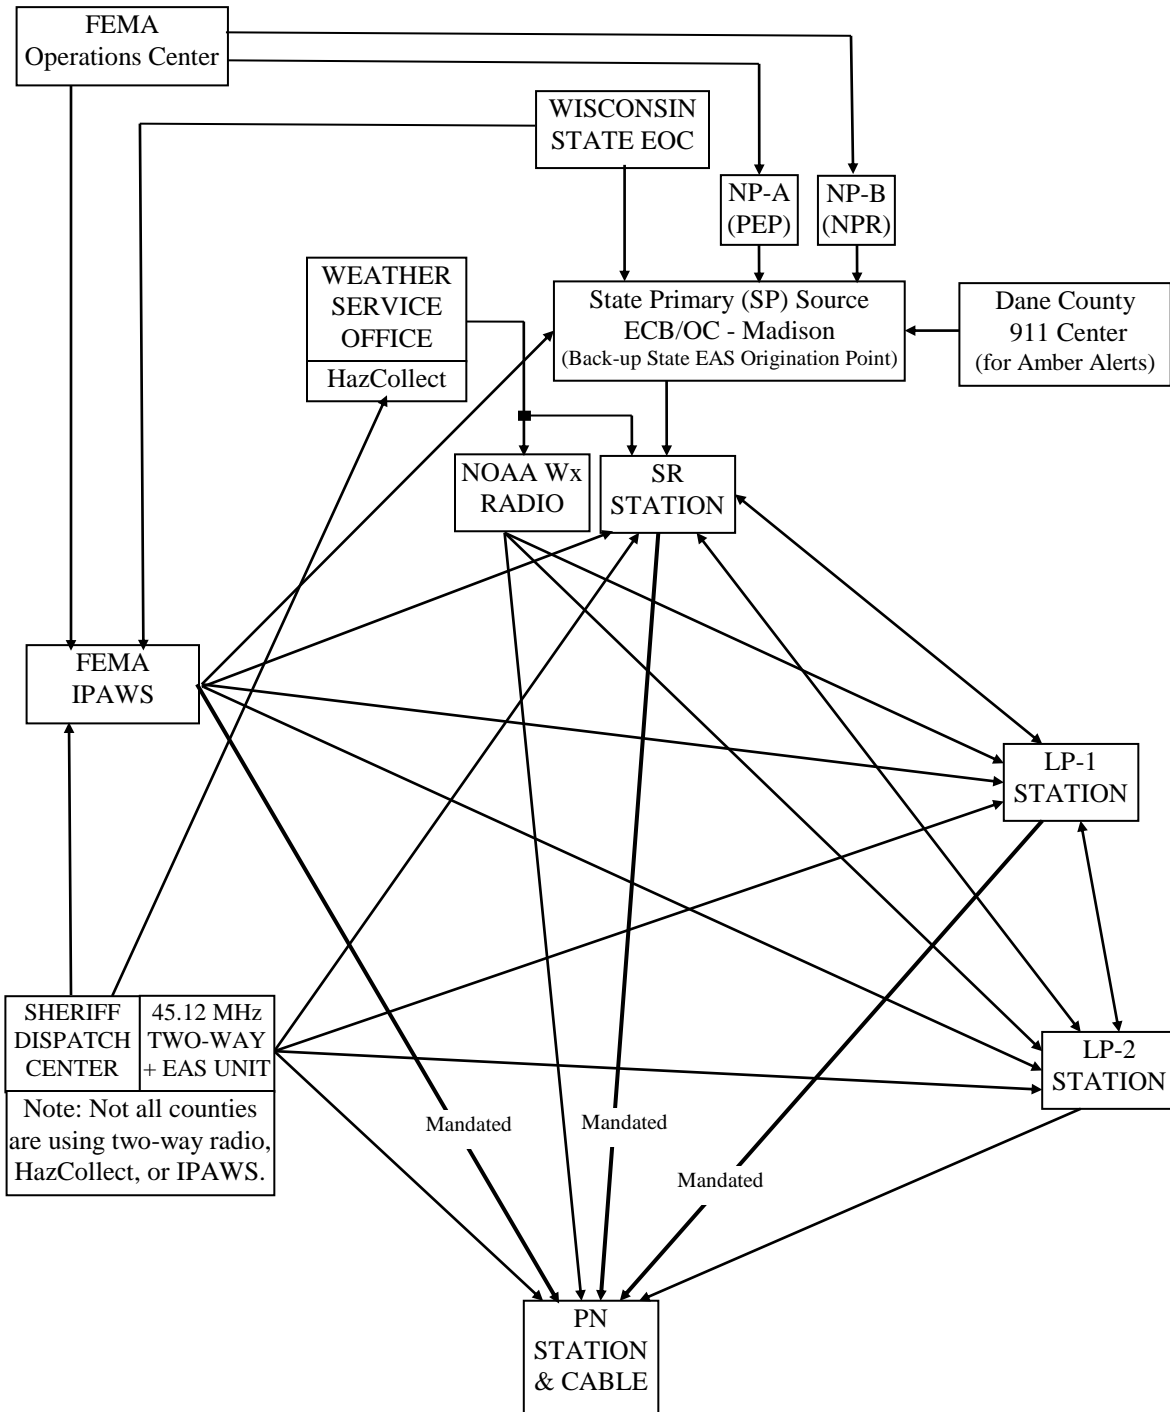 FEMA
Operations Center
WISCONSIN
STATE EOC
NP-A
(PEP)
NP-B
(NPR)
WEATHER
SERVICE
OFFICE
HazCollect
State Primary (SP) Source
ECB/OC - Madison
(Back-up State EAS Origination Point)
Dane County
911 Center
(for Amber Alerts)
NOAA Wx
RADIO
SR
STATION
FEMA
IPAWS
LP-1
STATION
SHERIFF
DISPATCH
CENTER
45.12 MHz
TWO-WAY
+ EAS UNIT
LP-2
STATION
Note: Not all counties
are using two-way radio,
HazCollect, or IPAWS.
Mandated
Mandated
Mandated
PN
STATION
& CABLE